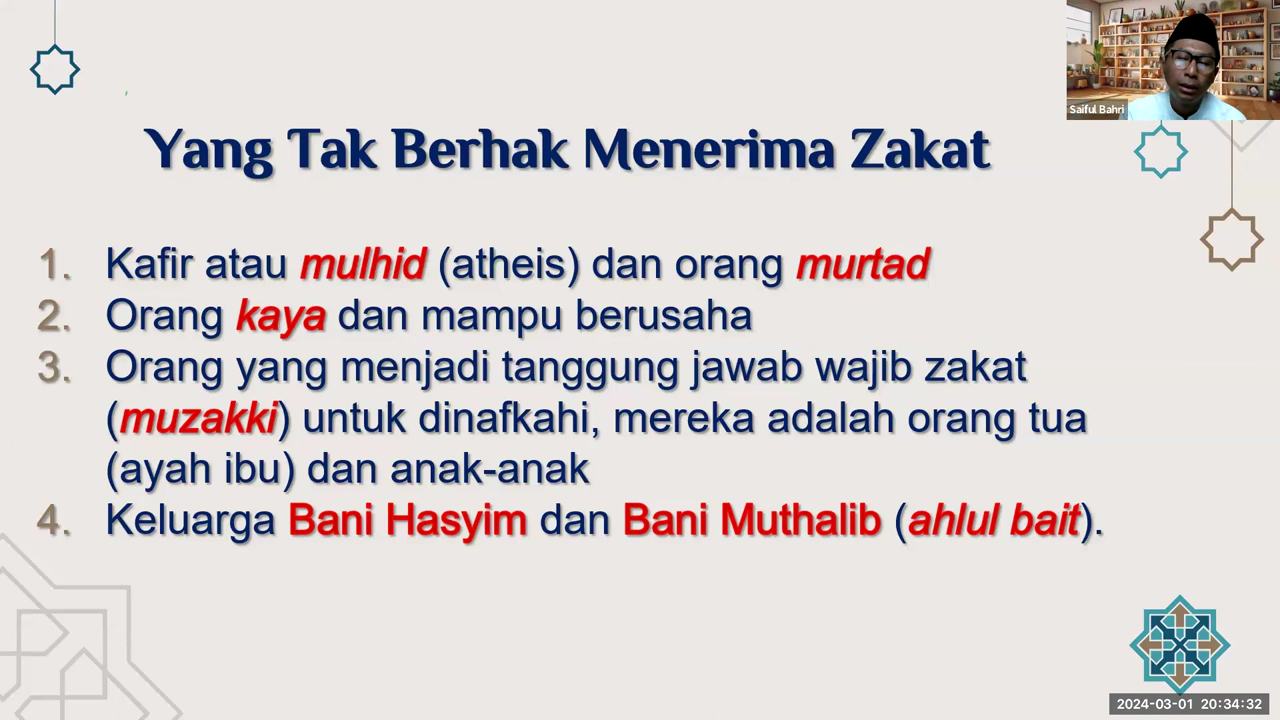 Saiful Bahri
Yang Tak Berhak Menerima Zakat
1. Kafir atau mulhid (atheis) dan orang murtad
2. Orang kaya dan mampu berusaha
3. Orang yang menjadi tanggung jawab wajib zakat
(muzakki) untuk dinafkahi, mereka adalah orang tua
(ayah ibu) dan anak-anak
4. Keluarga Bani Hasyim dan Bani Muthalib (ahlul bait).
2024-03-01 20:34:32